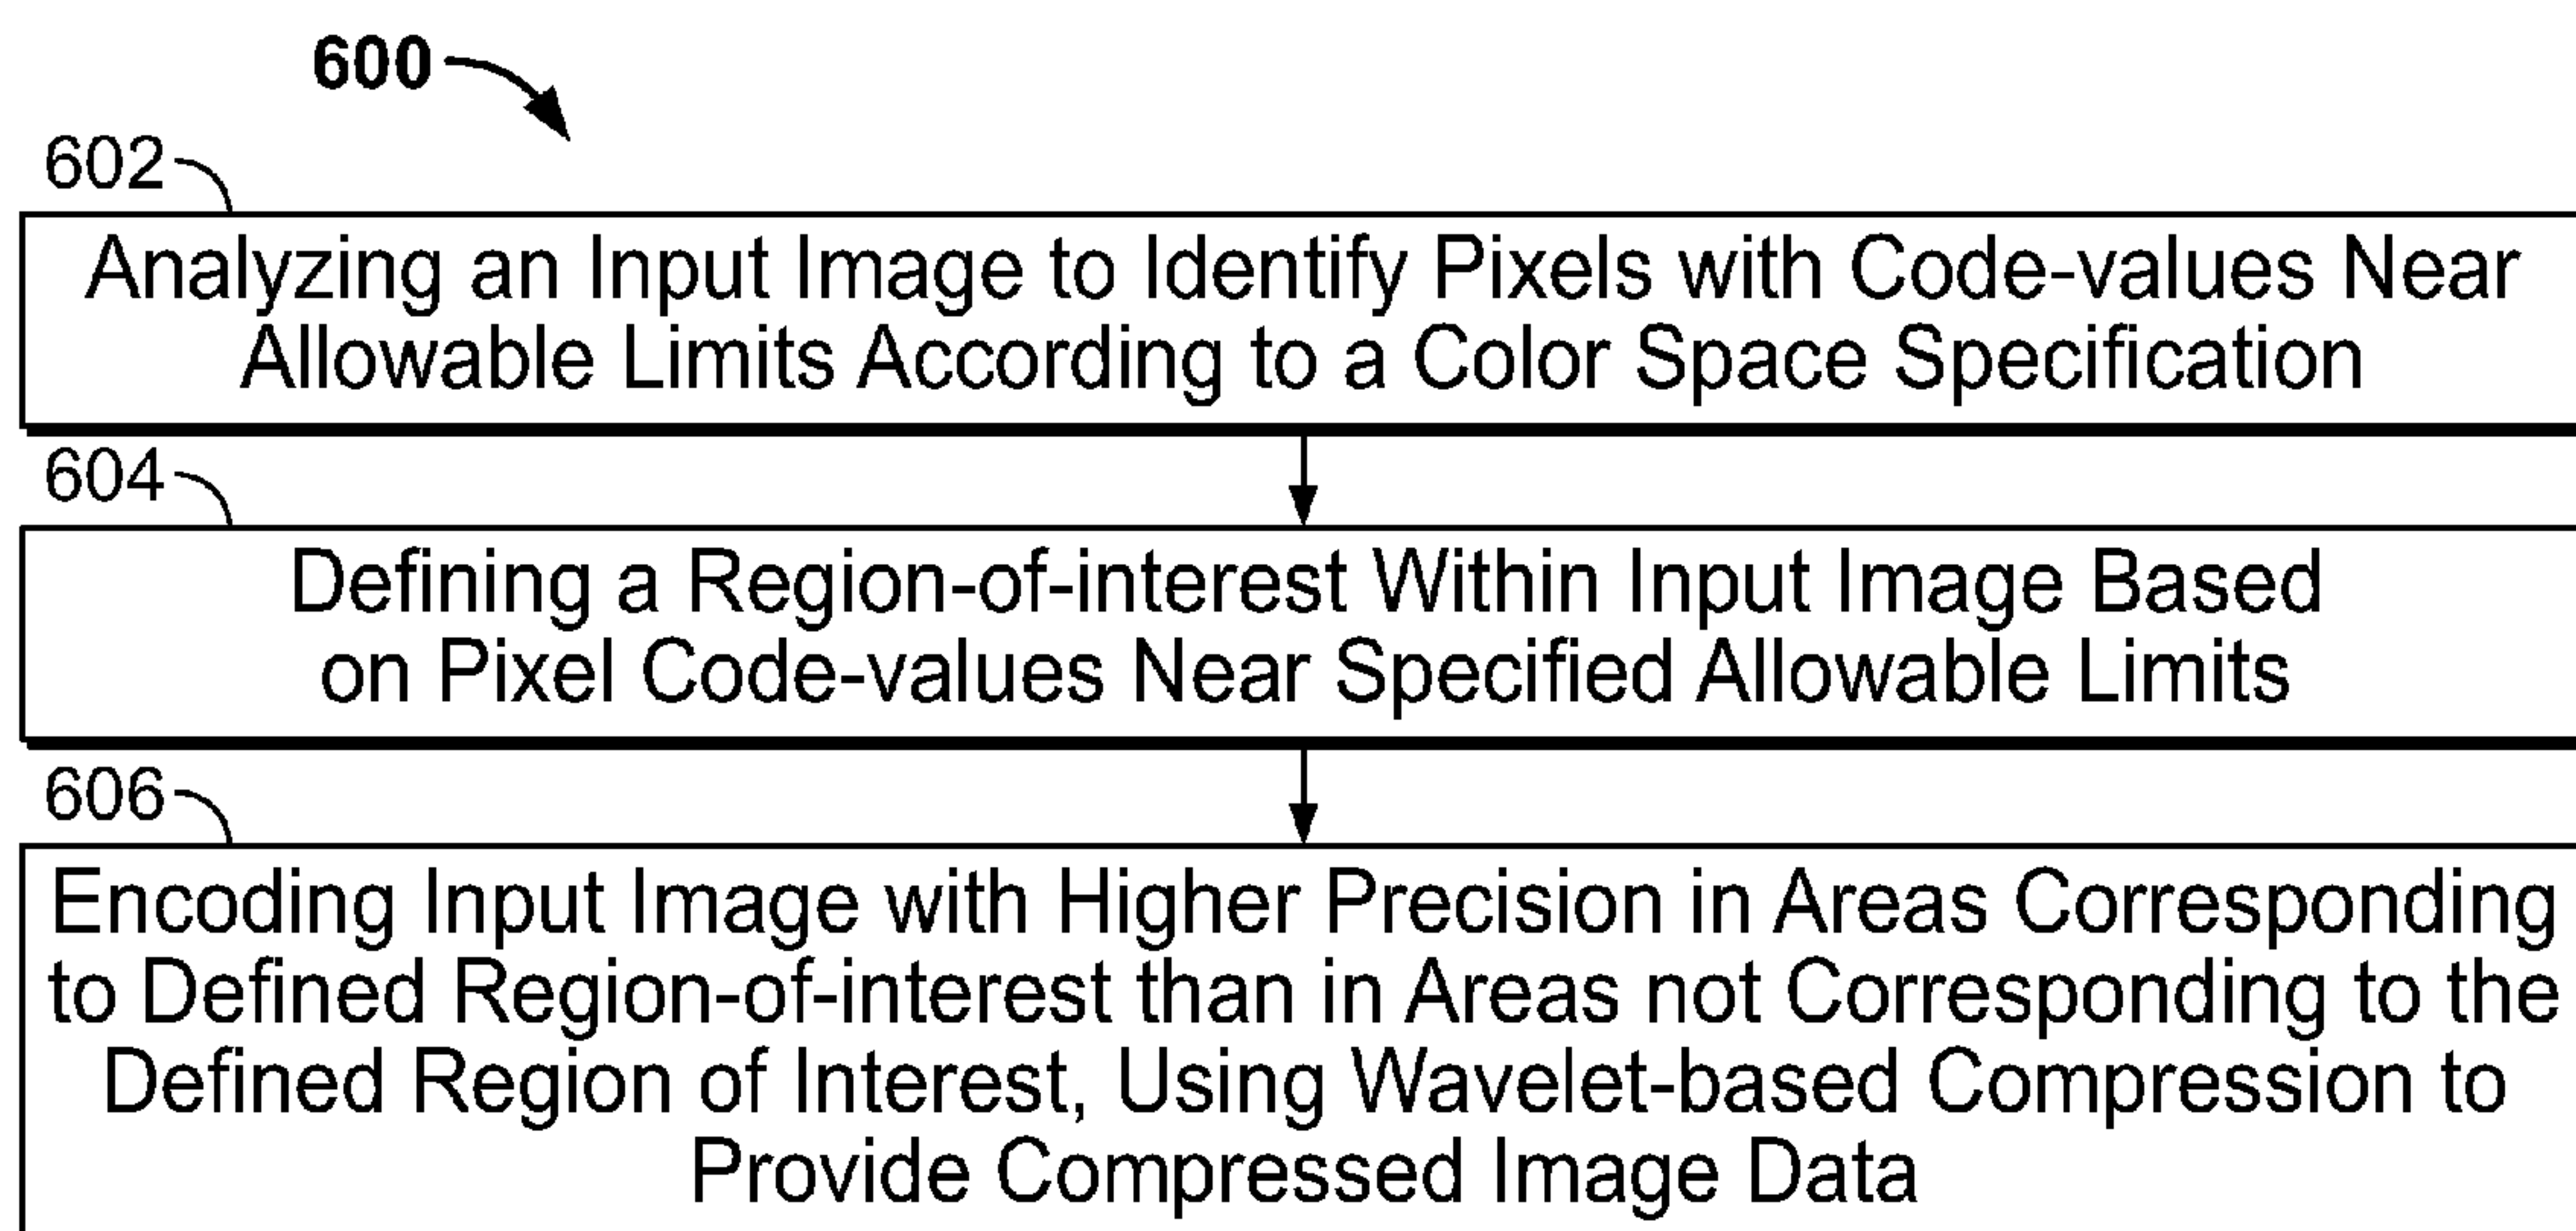 600
602
Analyzing an Input Image to Identify Pixels with Code-values Near
Allowable Limits According to a Color Space Specification
604
Defining a Region-of-interest Within Input Image Based
on Pixel Code-values Near Specified Allowable Limits
606
Encoding Input Image with Higher Precision in Areas Corresponding
to Defined Region-of-interest than in Areas not Corresponding to the
Defined Region of Interest, Using Wavelet-based Compression to
Provide Compressed Image Data